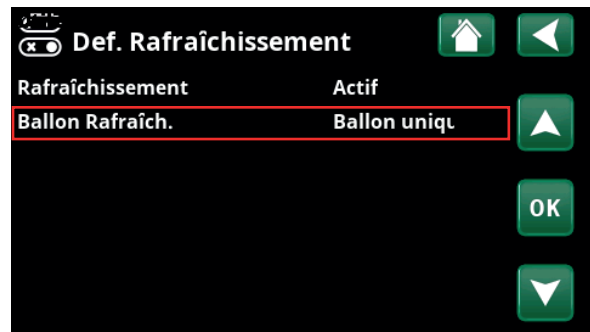 Def. Rafraîchissement
Rafraîchissement Actif
Ballon Rafraîch. Ballon uniqu
OK